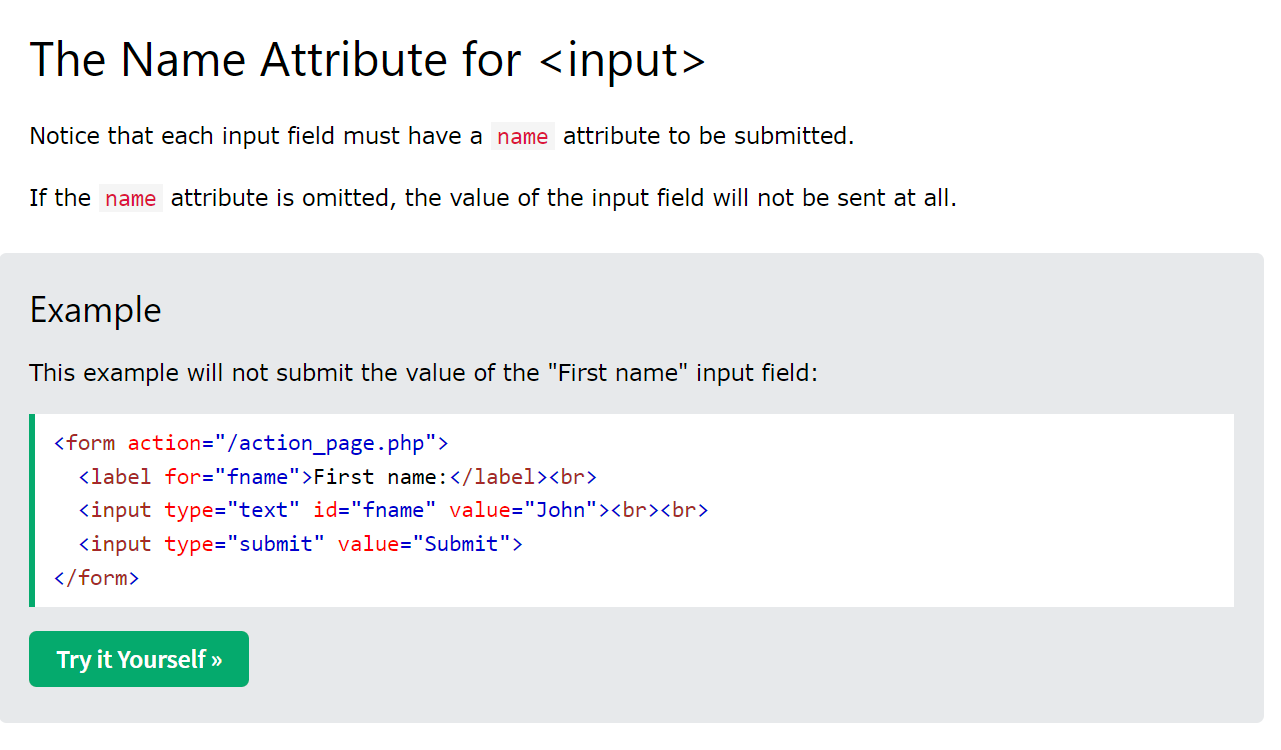 The Name Attribute for <input>
Notice that each input field must have a name attribute to be submitted.
If the name attribute is omitted, the value of the input field will not be sent at all.
Example
This example will not submit the value of the "First name" input field:
<form action="/action_page.php">
  <label for="fname">First name:</label><br>
  <input type="text" id="fname" value="John"><br><br>
  <input type="submit" value="Submit">
</form>
Try it Yourself »